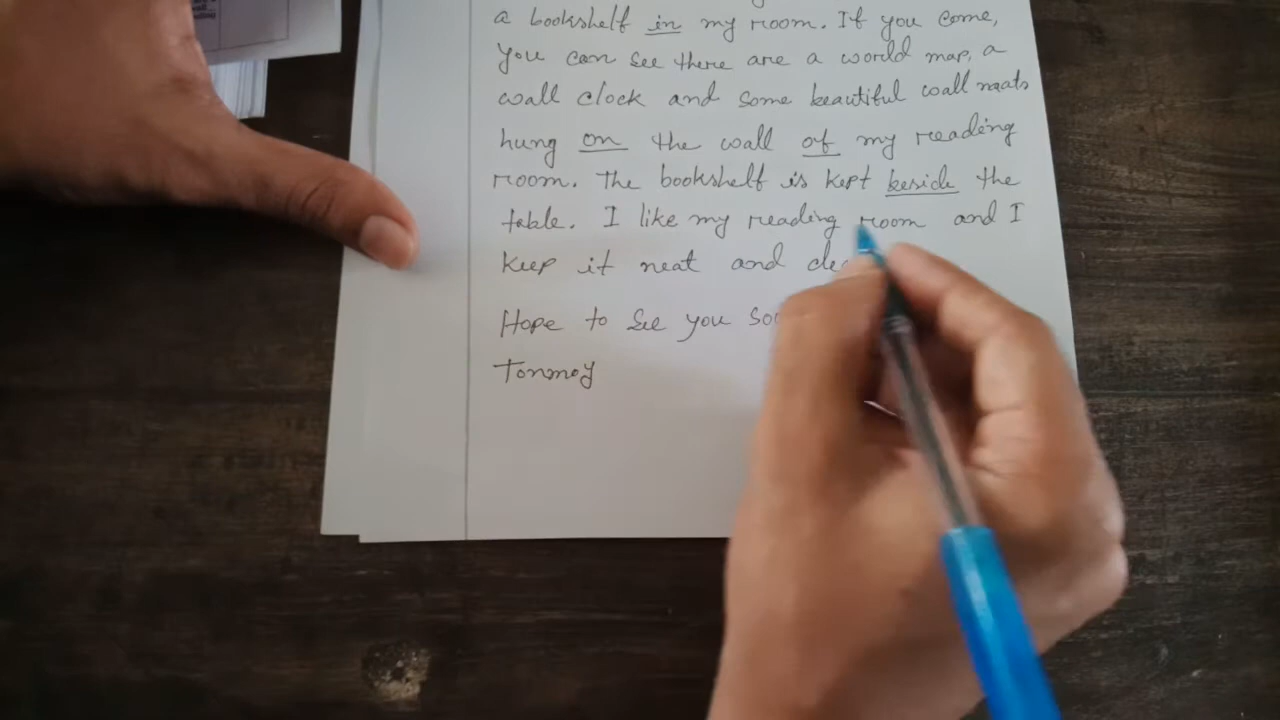 a bookshelf in my room. If you come,
you can see there are a world map, a
wall clock and some beautiful wall mats
hung on the wall of my reading
room. The bookshelf is kept beside the
table. I like my reading room and I
keep it neat and
Hope to see you
Tonmoy